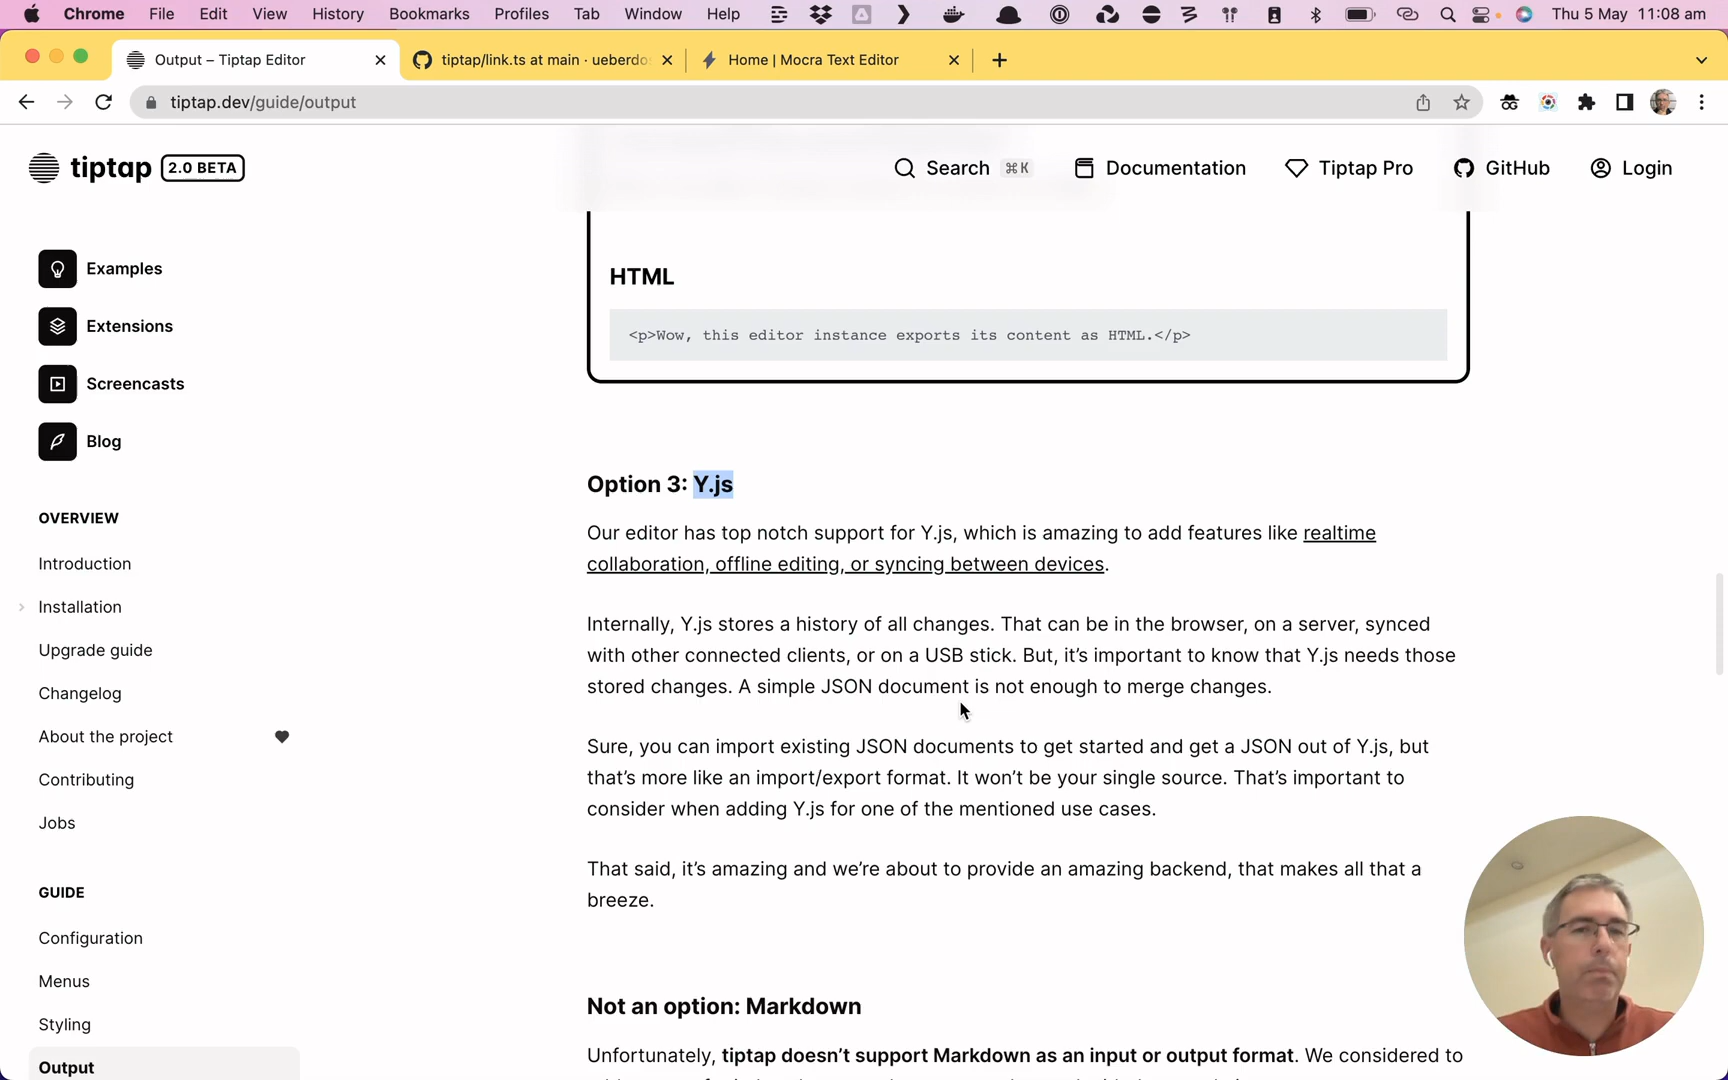 Chrome File Edit View History Bookmarks Profiles Tab Window Help Thu 5 May 11:08 am
Output – Tiptap Editor tiptap/link.ts at main · ueberdo Home | Mocra Text Editor
tiptap.dev/guide/output
tiptap 2.0 BETA Search ⌘K Documentation Tiptap Pro GitHub Login
Examples
Extensions
Screencasts
Blog
OVERVIEW
Introduction
Installation
Upgrade guide
Changelog
About the project
Contributing
Jobs
GUIDE
Configuration
Menus
Styling
Output
HTML
<p>Wow, this editor instance exports its content as HTML.</p>
Option 3: Y.js
Our editor has top notch support for Y.js, which is amazing to add features like realtime
collaboration, offline editing, or syncing between devices.
Internally, Y.js stores a history of all changes. That can be in the browser, on a server, synced
with other connected clients, or on a USB stick. But, it’s important to know that Y.js needs those
stored changes. A simple JSON document is not enough to merge changes.
Sure, you can import existing JSON documents to get started and get a JSON out of Y.js, but
that’s more like an import/export format. It won’t be your single source. That’s important to
consider when adding Y.js for one of the mentioned use cases.
That said, it’s amazing and we’re about to provide an amazing backend, that makes all that a
breeze.
Not an option: Markdown
Unfortunately, tiptap doesn’t support Markdown as an input or output format. We considered to